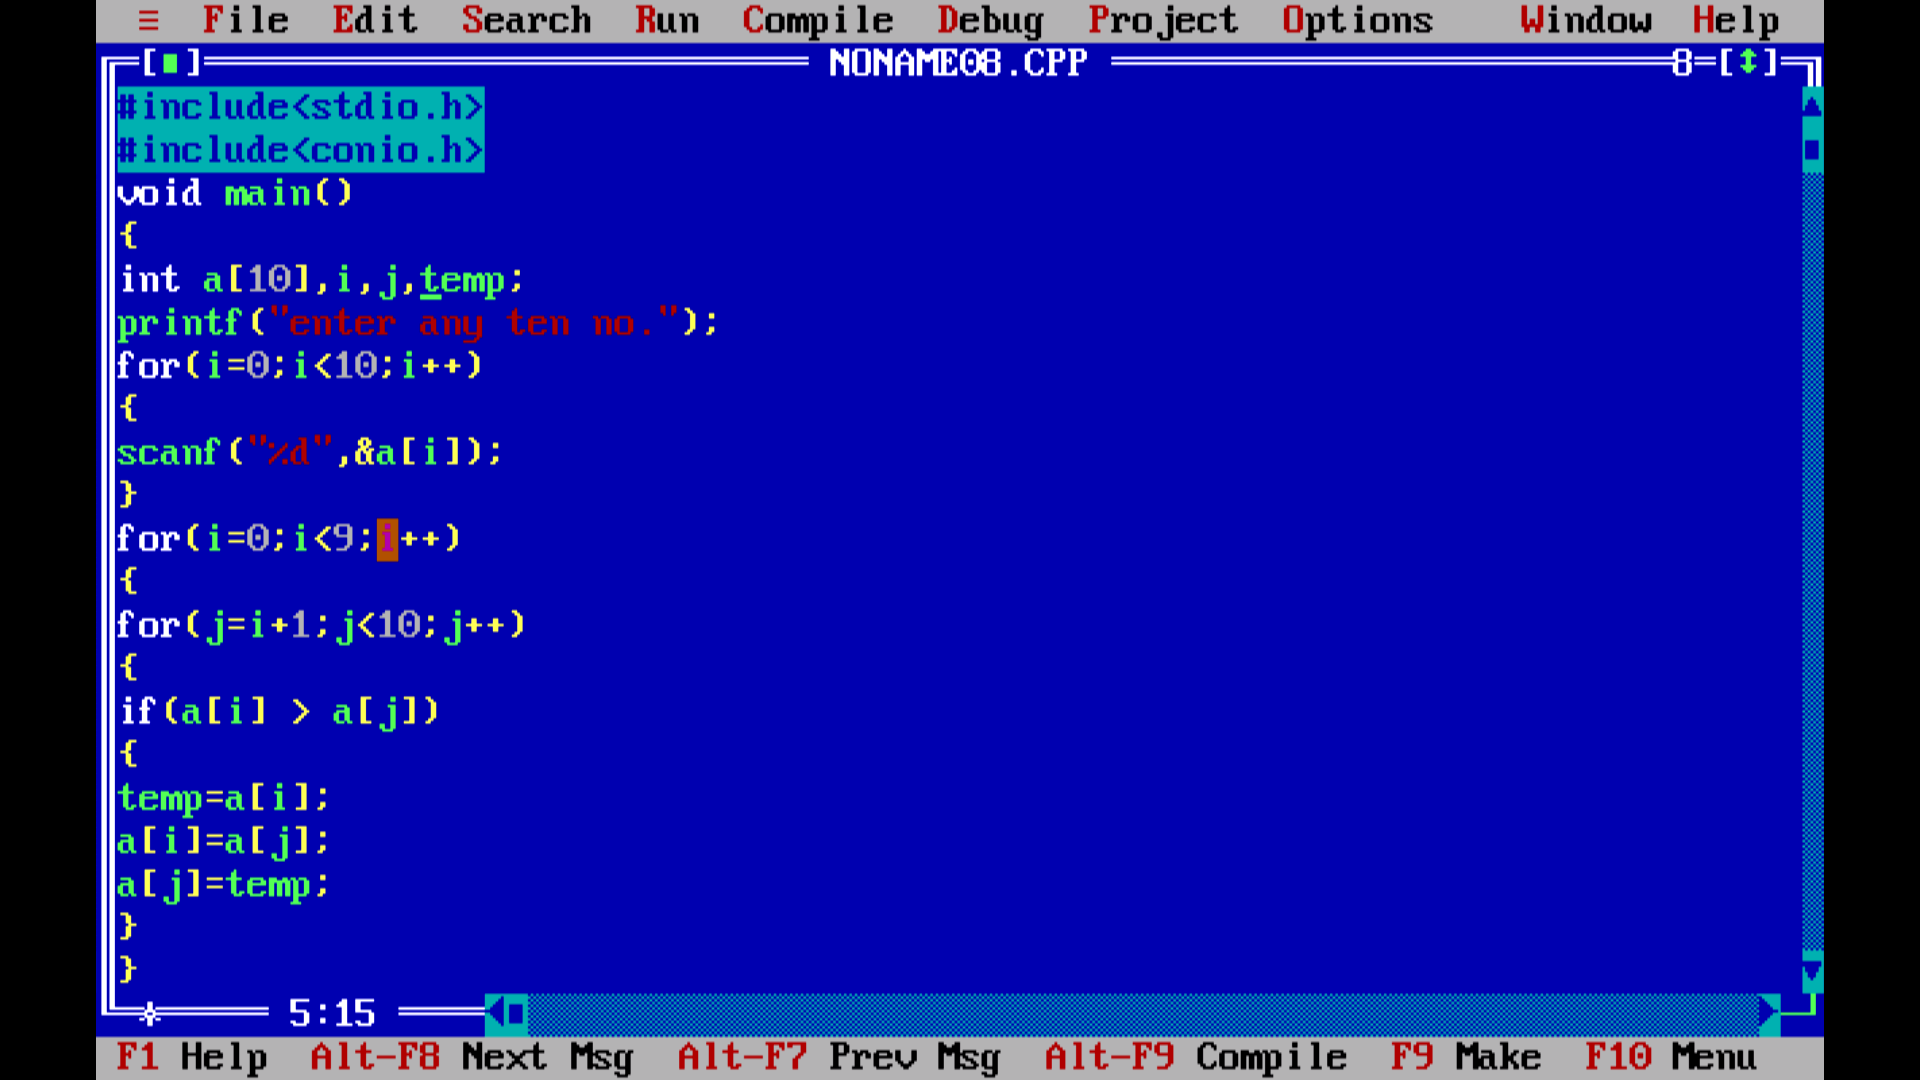 ≡ File Edit Search Run Compile Debug Project Options Window Help
[■] NONAME08.CPP 8=[↕]
#include<stdio.h>
#include<conio.h>
void main()
{
int a[10],i,j,temp;
printf("enter any ten no.");
for(i=0;i<10;i++)
{
scanf("%d",&a[i]);
}
for(i=0;i<9;i++)
{
for(j=i+1;j<10;j++)
{
if(a[i] > a[j])
{
temp=a[i];
a[i]=a[j];
a[j]=temp;
}
}
5:15
F1 Help Alt-F8 Next Msg Alt-F7 Prev Msg Alt-F9 Compile F9 Make F10 Menu